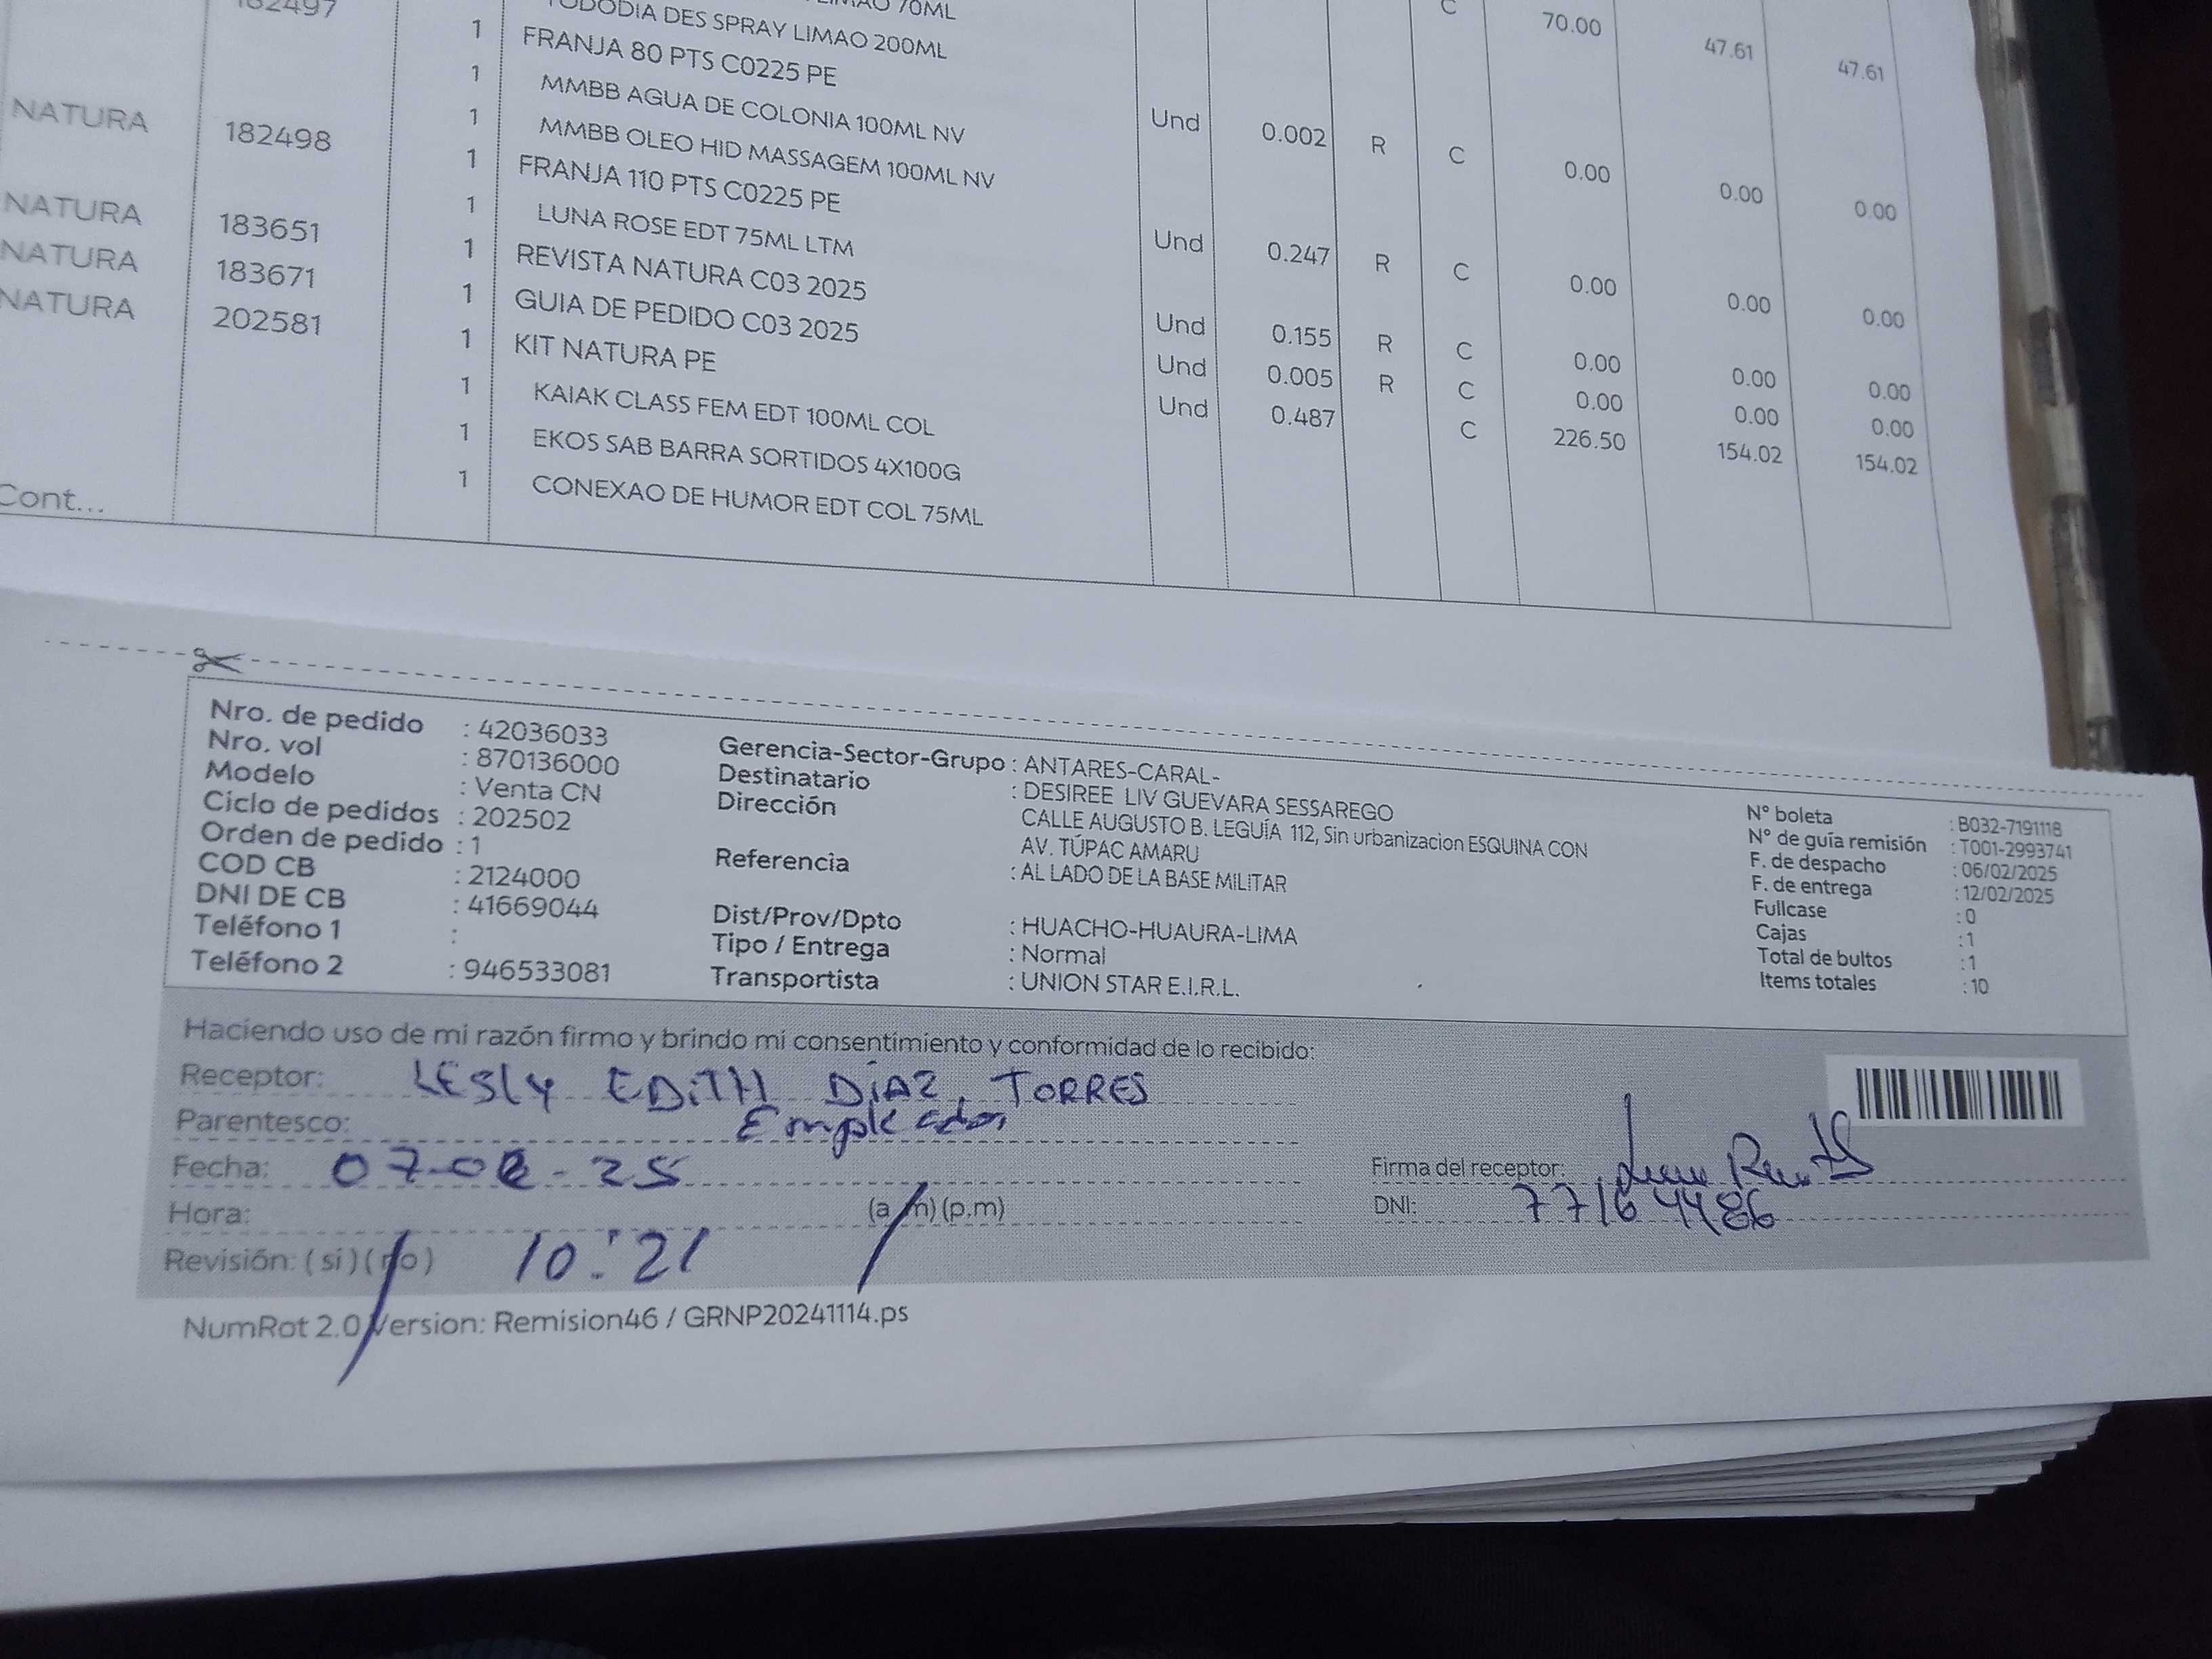 LIMAO 70ML
182497 TODODIA DES SPRAY LIMAO 200ML C 70.00 47.61 47.61
1 FRANJA 80 PTS C0225 PE
1 MMBB AGUA DE COLONIA 100ML NV
NATURA 182498 1 MMBB OLEO HID MASSAGEM 100ML NV Und 0.002 R C 0.00 0.00 0.00
1 FRANJA 110 PTS C0225 PE
1 LUNA ROSE EDT 75ML LTM Und 0.247 R C 0.00 0.00 0.00
NATURA 183651 1 REVISTA NATURA C03 2025 Und 0.155 R C 0.00 0.00 0.00
NATURA 183671 1 GUIA DE PEDIDO C03 2025 Und 0.005 R C 0.00 0.00 0.00
NATURA 202581 1 KIT NATURA PE Und 0.487 C 226.50 154.02 154.02
1 KAIAK CLASS FEM EDT 100ML COL
1 EKOS SAB BARRA SORTIDOS 4X100G
1 CONEXAO DE HUMOR EDT COL 75ML
Cont...
Nro. de pedido : 42036033
Nro. vol : 870136000
Modelo : Venta CN
Ciclo de pedidos : 202502
Orden de pedido : 1
COD CB : 2124000
DNI DE CB : 41669044
Teléfono 1 :
Teléfono 2 : 946533081
Gerencia-Sector-Grupo : ANTARES-CARAL-
Destinatario : DESIREE LIV GUEVARA SESSAREGO
Dirección CALLE AUGUSTO B. LEGUÍA 112, Sin urbanizacion ESQUINA CON
AV. TÚPAC AMARU
Referencia : AL LADO DE LA BASE MILITAR
Dist/Prov/Dpto : HUACHO-HUAURA-LIMA
Tipo / Entrega : Normal
Transportista : UNION STAR E.I.R.L.
N° boleta : B032-7191118
N° de guía remisión : T001-2993741
F. de despacho : 06/02/2025
F. de entrega : 12/02/2025
Fullcase : 0
Cajas : 1
Total de bultos : 1
Items totales : 10
Haciendo uso de mi razón firmo y brindo mi consentimiento y conformidad de lo recibido:
Receptor: LESLY EDITH DÍAZ TORRES
Parentesco: Empleador
Fecha: 07-02-25
Hora: (a.m) (p.m)
Revisión: (si) (no) 10:21
Firma del receptor:
DNI: 77164486
NumRot 2.0 Version: Remision46 / GRNP20241114.ps